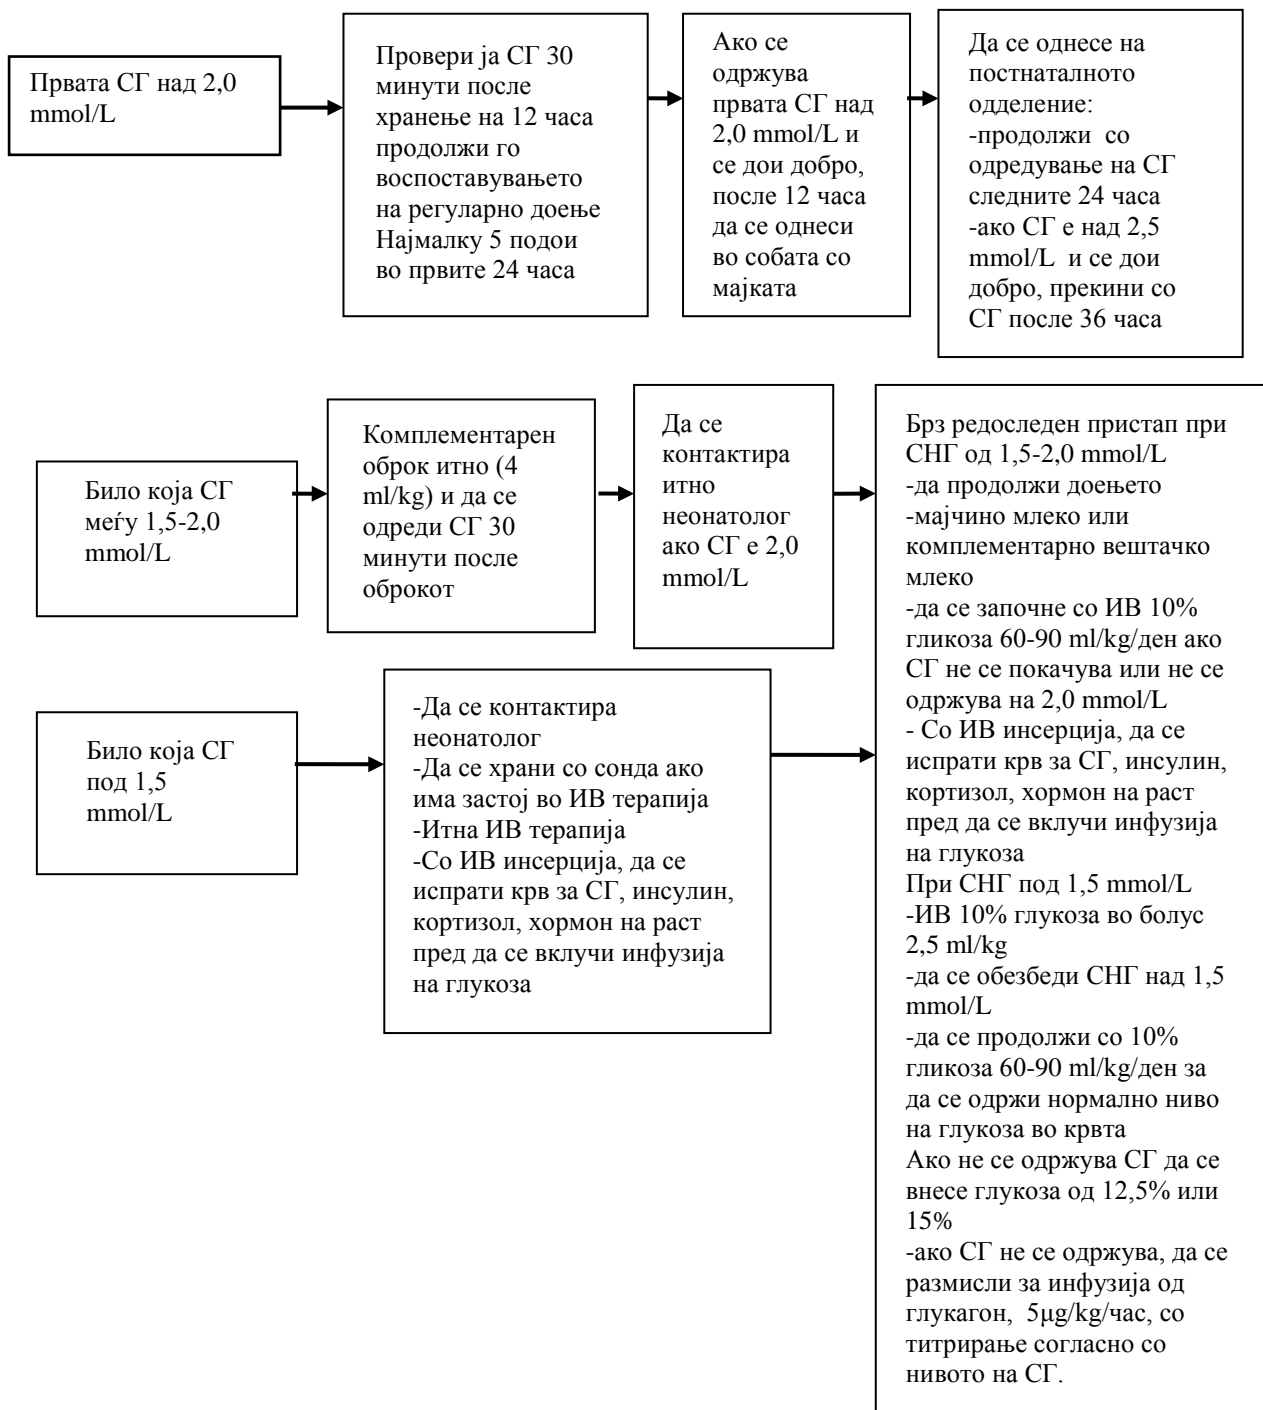 Првата СГ над 2,0
mmol/L
Провери ја СГ 30
минути после
хранење на 12 часа
продолжи го
воспоставувањето
на регуларно доење
Најмалку 5 подои
во првите 24 часа
Ако се
одржува
првата СГ над
2,0 mmol/L и
се дои добро,
после 12 часа
да се однеси
во собата со
мајката
Да се однесе на
постнаталното
одделение:
-продолжи со
одредување на СГ
следните 24 часа
-ако СГ е над 2,5
mmol/L и се дои
добро, прекини со
СГ после 36 часа
Било која СГ
меѓу 1,5-2,0
mmol/L
Комплементарен
оброк итно (4
ml/kg) и да се
одреди СГ 30
минути после
оброкот
Да се
контактира
итно
неонатолог
ако СГ е 2,0
mmol/L
Било која СГ
под 1,5
mmol/L
-Да се контактира
неонатолог
-Да се храни со сонда ако
има застој во ИВ терапија
-Итна ИВ терапија
-Со ИВ инсерција, да се
испрати крв за СГ, инсулин,
кортизол, хормон на раст
пред да се вклучи инфузија
на глукоза
Брз редоследен пристап при
СНГ од 1,5-2,0 mmol/L
-да продолжи доењето
-мајчино млеко или
комплементарно вештачко
млеко
-да се започне со ИВ 10%
гликоза 60-90 ml/kg/ден ако
СГ не се покачува или не се
одржува на 2,0 mmol/L
- Со ИВ инсерција, да се
испрати крв за СГ, инсулин,
кортизол, хормон на раст
пред да се вклучи инфузија
на глукоза
При СНГ под 1,5 mmol/L
-ИВ 10% глукоза во болус
2,5 ml/kg
-да се обезбеди СНГ над 1,5
mmol/L
-да се продолжи со 10%
гликоза 60-90 ml/kg/ден за
да се одржи нормално ниво
на глукоза во крвта
Ако не се одржува СГ да се
внесе глукоза од 12,5% или
15%
-ако СГ не се одржува, да се
размисли за инфузија од
глукагон, 5μg/kg/час, со
титрирање согласно со
нивото на СГ.